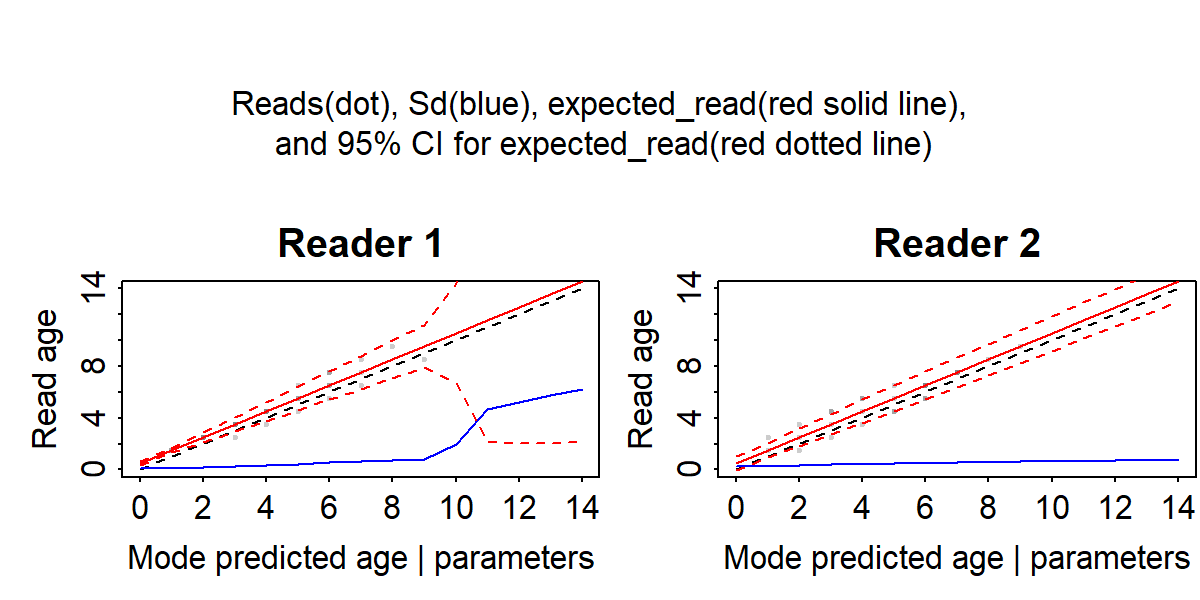 Reads(dot), Sd(blue), expected_read(red solid line),
and 95% CI for expected_read(red dotted line)
Reader 1
Read age
0 4 8 14
0 2 4 6 8 10 12 14
Mode predicted age | parameters
Reader 2
Read age
0 4 8 14
0 2 4 6 8 10 12 14
Mode predicted age | parameters